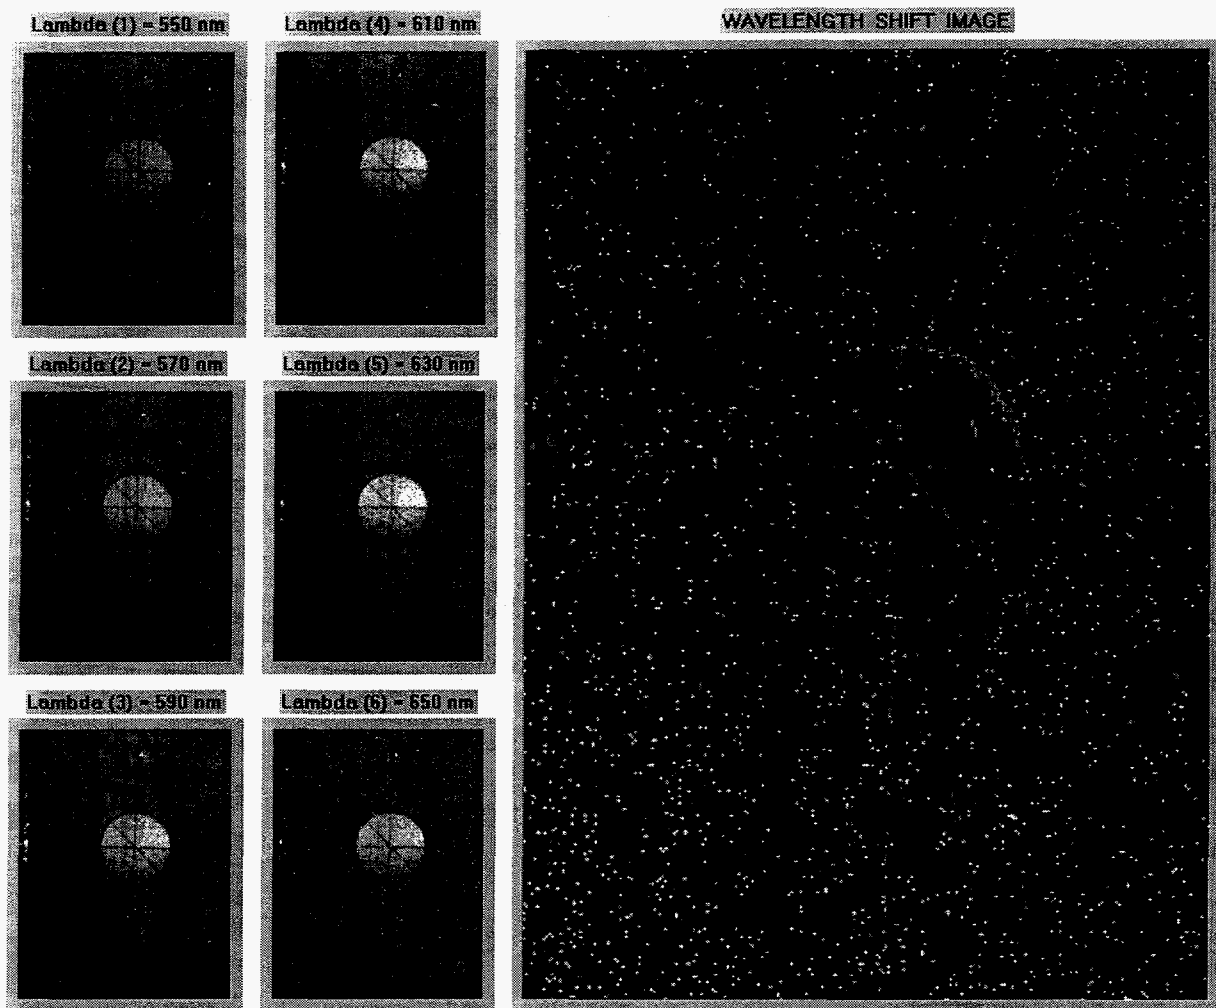 Lambda (1) - 550 nm
Lambda (4) - 610 nm
WAVELENGTH SHIFT IMAGE
Lambda (2) - 570 nm
Lambda (5) - 630 nm
Lambda (3) - 590 nm
Lambda (6) - 650 nm